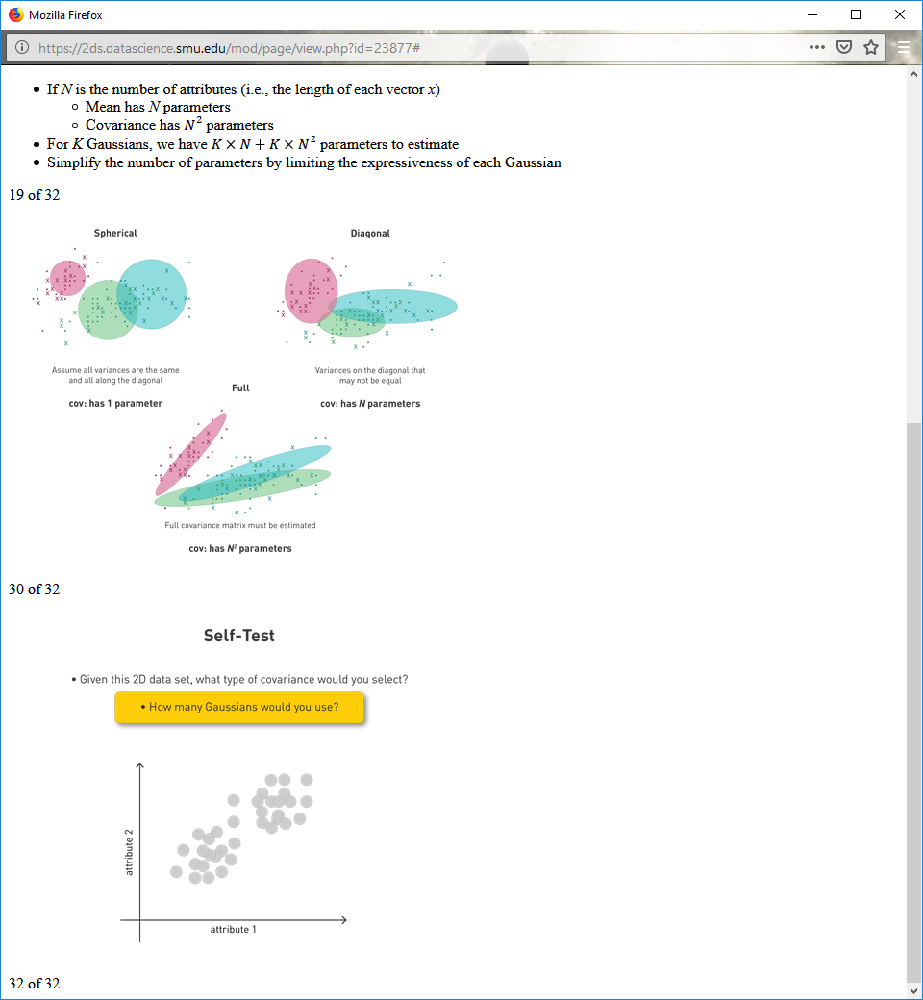 Mozilla Firefox
https://2ds.datascience.smu.edu/mod/page/view.php?id=23877#
• If N is the number of attributes (i.e., the length of each vector x)
◦ Mean has N parameters
◦ Covariance has N² parameters
• For K Gaussians, we have K × N + K × N² parameters to estimate
• Simplify the number of parameters by limiting the expressiveness of each Gaussian
19 of 32
Spherical
Diagonal
Assume all variances are the same
and all along the diagonal
cov: has 1 parameter
Variances on the diagonal that
may not be equal
cov: has N parameters
Full
Full covariance matrix must be estimated
cov: has N² parameters
30 of 32
Self-Test
• Given this 2D data set, what type of covariance would you select?
• How many Gaussians would you use?
attribute 2
attribute 1
32 of 32